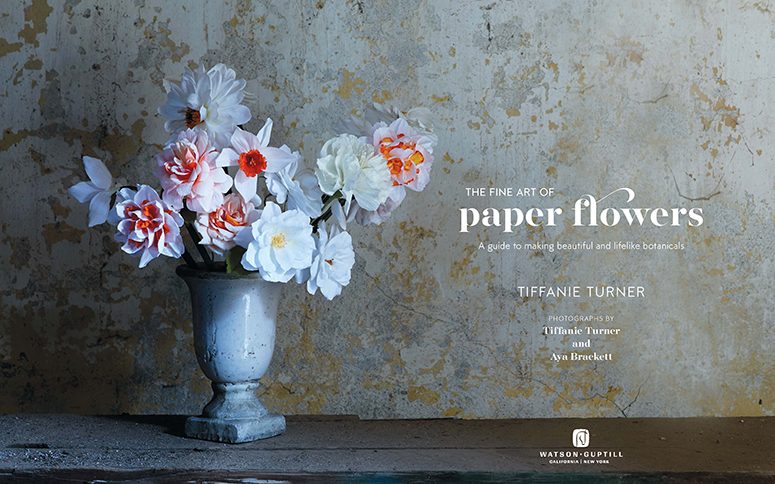 THE FINE ART OF
paper flowers
A guide to making beautiful and lifelike botanicals
TIFFANIE TURNER
PHOTOGRAPHS BY
Tiffanie Turner
and
Aya Brackett
WATSON·GUPTILL
CALIFORNIA | NEW YORK